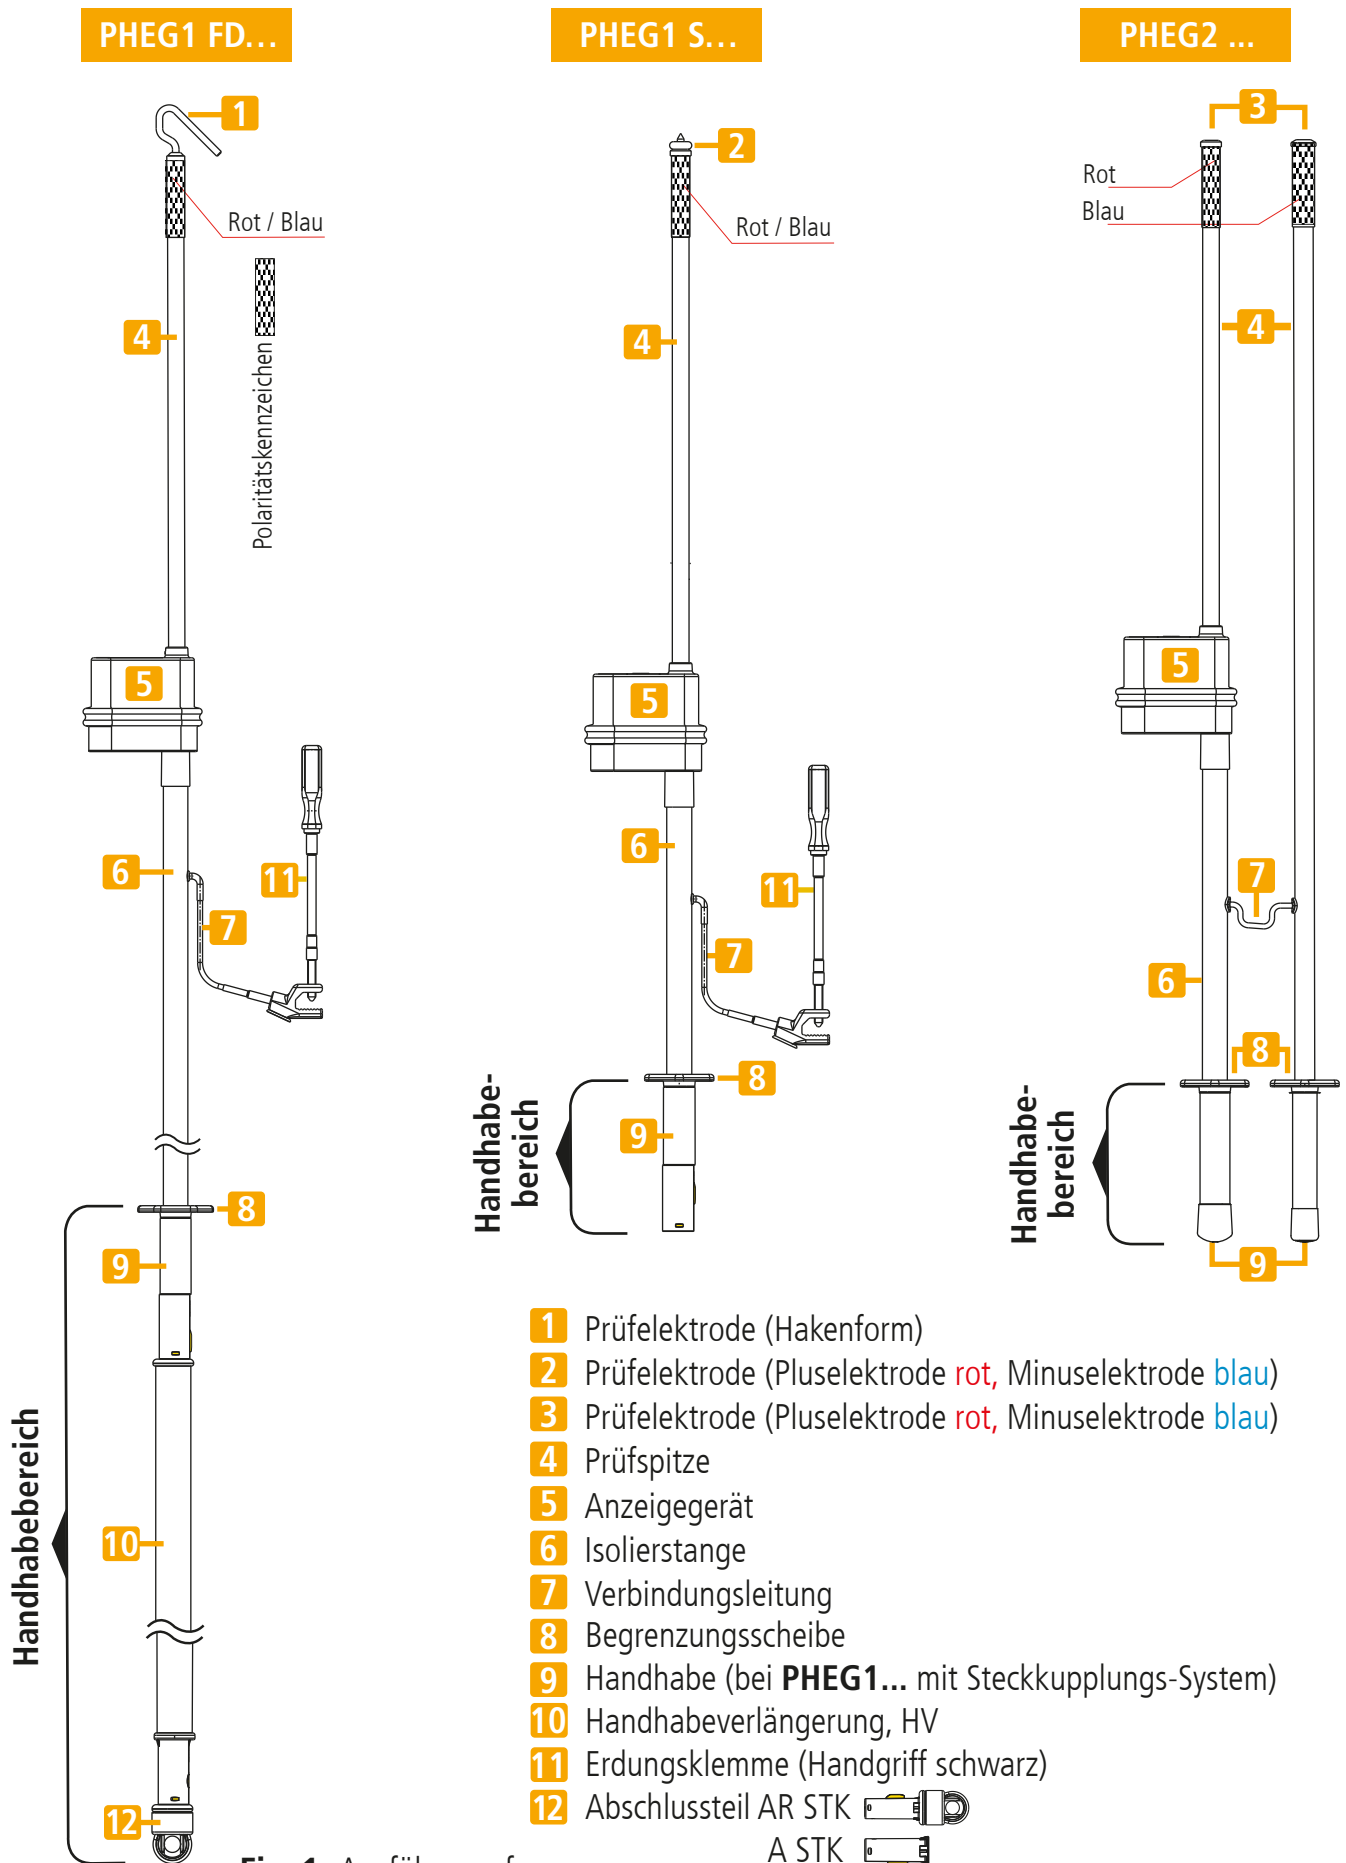 PHEG1 FD...
PHEG1 S...
PHEG2 ...
1
2
3
Rot / Blau
Rot / Blau
Rot
Blau
Polaritätskennzeichen
4
4
4
5
5
5
6
6
6
7
7
7
11
11
8
8
8
9
9
9
Handhabe-
bereich
Handhabe-
bereich
Handhabebereich
10
12
1 Prüfelektrode (Hakenform)
2 Prüfelektrode (Pluselektrode rot, Minuselektrode blau)
3 Prüfelektrode (Pluselektrode rot, Minuselektrode blau)
4 Prüfspitze
5 Anzeigegerät
6 Isolierstange
7 Verbindungsleitung
8 Begrenzungsscheibe
9 Handhabe (bei PHEG1... mit Steckkupplungs-System)
10 Handhabeverlängerung, HV
11 Erdungsklemme (Handgriff schwarz)
12 Abschlussteil AR STK
A STK